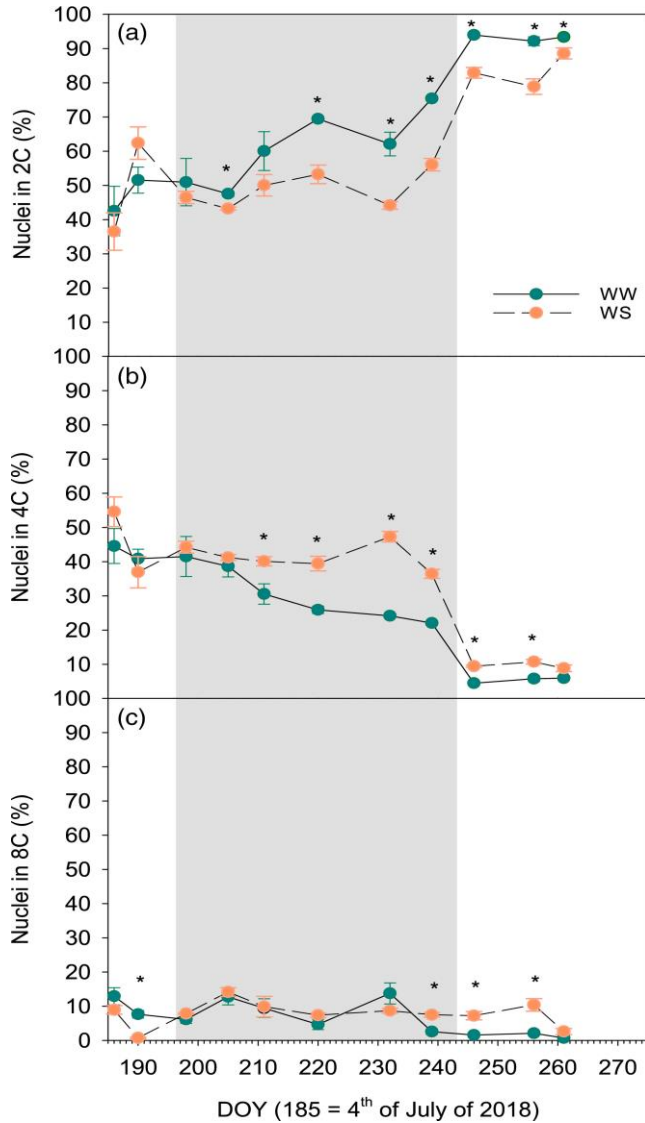 (a)
100
90
80
70
60
50
40
30
20
10
Nuclei in 2C (%)
* * * * * * *
WW
WS
(b)
100
90
80
70
60
50
40
30
20
10
Nuclei in 4C (%)
* * * * * *
(c)
100
90
80
70
60
50
40
30
20
10
0
Nuclei in 8C (%)
* * * *
190 200 210 220 230 240 250 260 270
DOY (185 = 4th of July of 2018)